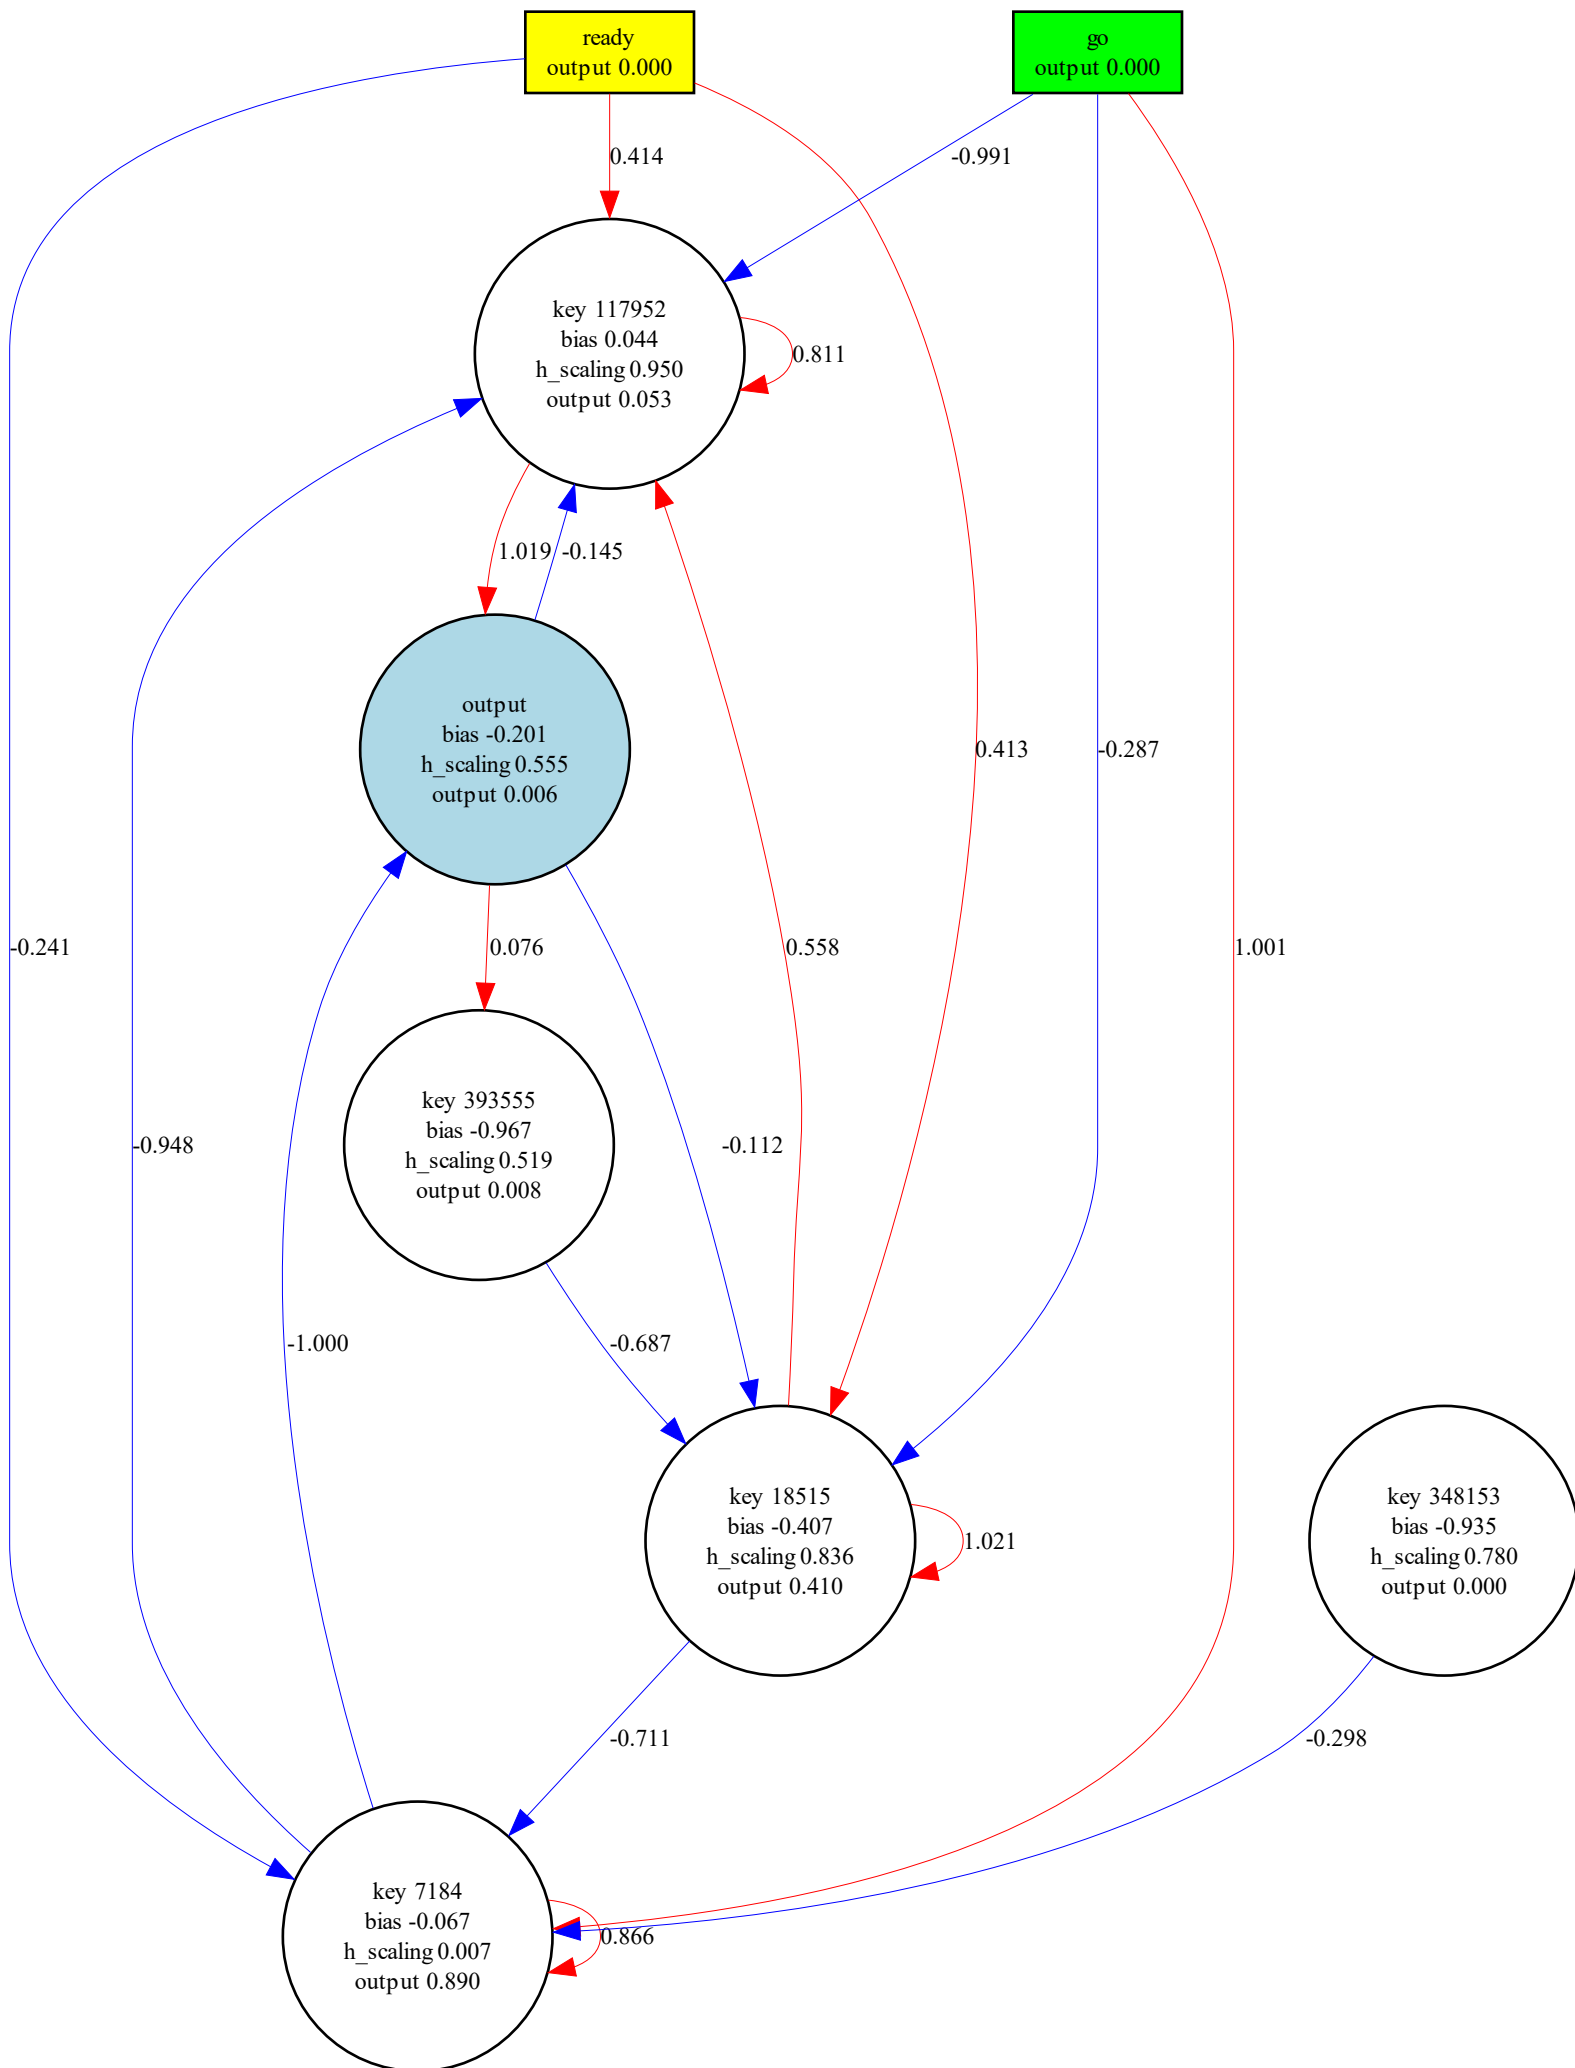 ready
output 0.000
go
output 0.000
0.414
-0.991
key 117952
bias 0.044
h_scaling 0.950
output 0.053
0.811
1.019
-0.145
output
bias -0.201
h_scaling 0.555
output 0.006
0.413
-0.287
-0.241
0.076
0.558
1.001
key 393555
bias -0.967
h_scaling 0.519
output 0.008
-0.948
-0.112
-1.000
-0.687
key 18515
bias -0.407
h_scaling 0.836
output 0.410
1.021
key 348153
bias -0.935
h_scaling 0.780
output 0.000
-0.711
-0.298
key 7184
bias -0.067
h_scaling 0.007
output 0.890
0.866